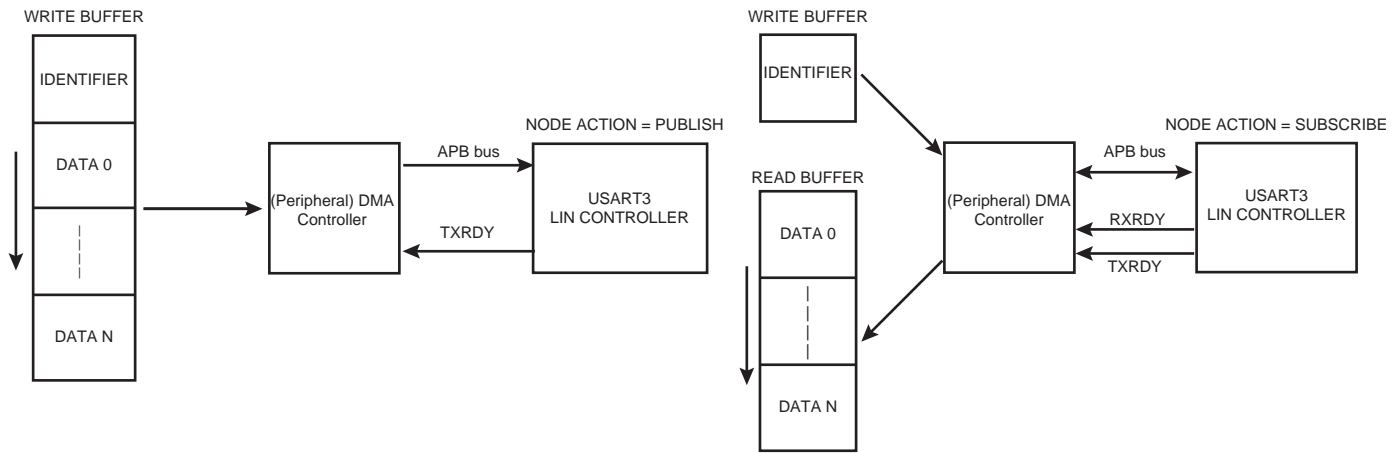 WRITE BUFFER
IDENTIFIER
DATA 0
DATA N
(Peripheral) DMA
Controller
APB bus
TXRDY
NODE ACTION = PUBLISH
USART3
LIN CONTROLLER
WRITE BUFFER
IDENTIFIER
READ BUFFER
DATA 0
DATA N
(Peripheral) DMA
Controller
APB bus
RXRDY
TXRDY
NODE ACTION = SUBSCRIBE
USART3
LIN CONTROLLER